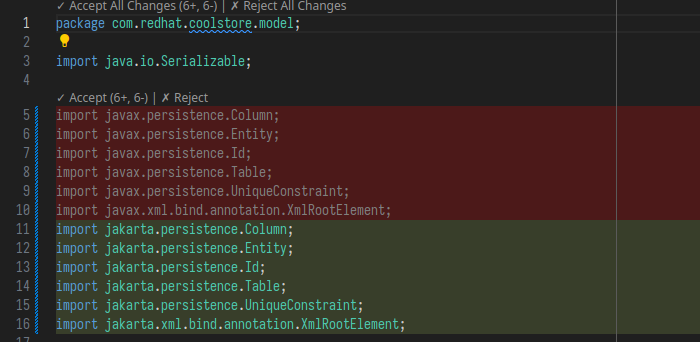 ✓ Accept All Changes (6+, 6-) | ✗ Reject All Changes
1 package com.redhat.coolstore.model;
2
3 import java.io.Serializable;
4
✓ Accept (6+, 6-) | ✗ Reject
5 import javax.persistence.Column;
6 import javax.persistence.Entity;
7 import javax.persistence.Id;
8 import javax.persistence.Table;
9 import javax.persistence.UniqueConstraint;
10 import javax.xml.bind.annotation.XmlRootElement;
11 import jakarta.persistence.Column;
12 import jakarta.persistence.Entity;
13 import jakarta.persistence.Id;
14 import jakarta.persistence.Table;
15 import jakarta.persistence.UniqueConstraint;
16 import jakarta.xml.bind.annotation.XmlRootElement;
17